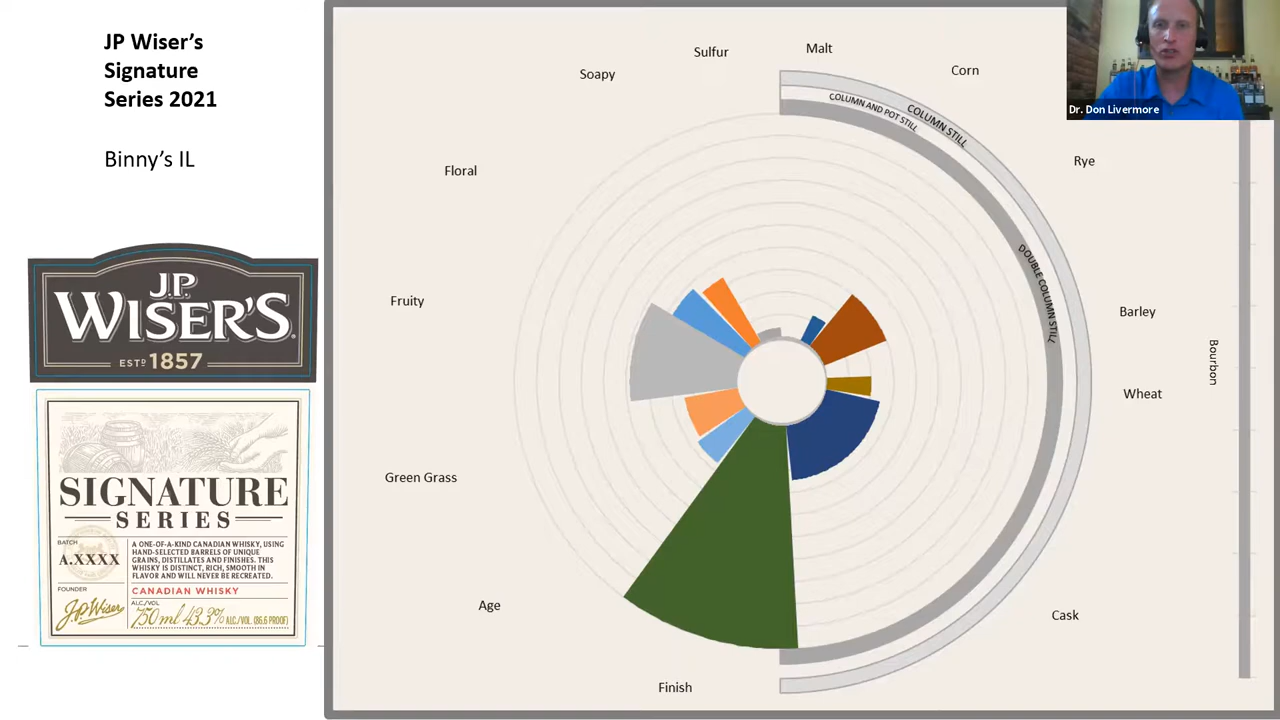 JP Wiser's
Signature
Series 2021
Binny's IL
J.P.
WISER'S
ESTD 1857
SIGNATURE
SERIES
BATCH
A.XXXX
A ONE-OF-A-KIND CANADIAN WHISKY, USING
HAND-SELECTED BARRELS OF UNIQUE
GRAINS, DISTILLATES AND FINISHES. THIS
WHISKY IS DISTINCT, RICH, SMOOTH IN
FLAVOR AND WILL NEVER BE RECREATED.
FOUNDER
J.P. Wiser
CANADIAN WHISKY
ALC/VOL
750 ml 43.3% ALC/VOL. (86.6 PROOF)
Sulfur
Malt
Soapy
Corn
Floral
Rye
Fruity
Barley
Green Grass
Wheat
Age
Cask
Finish
COLUMN AND POT STILL
COLUMN STILL
DOUBLE COLUMN STILL
Bourbon
Dr. Don Livermore